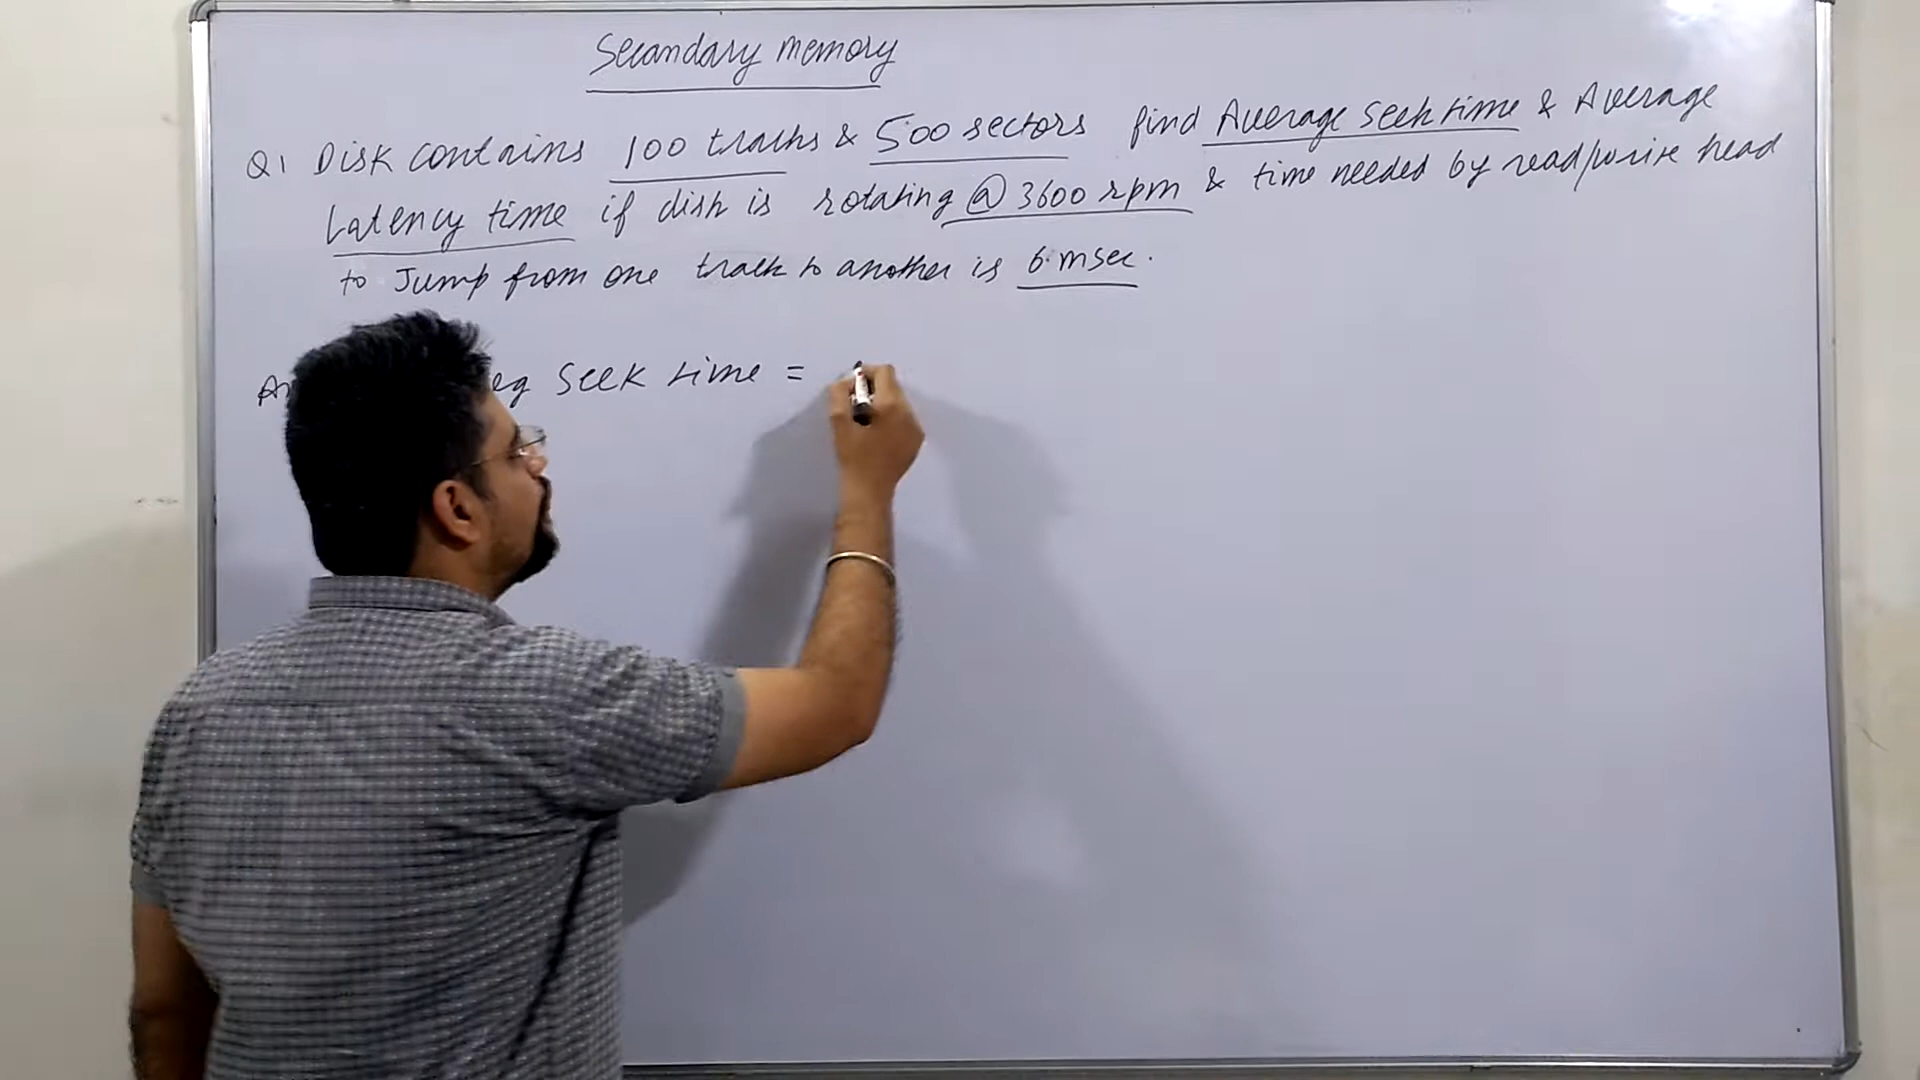 Secandary memory
Q1 Disk contains 100 tracks & 500 sectors find Average seek time & Average
Latency time if disk is rotating @ 3600 rpm & time needed by read/write head
to Jump from one track to another is 6 msec.
eg Seek time =